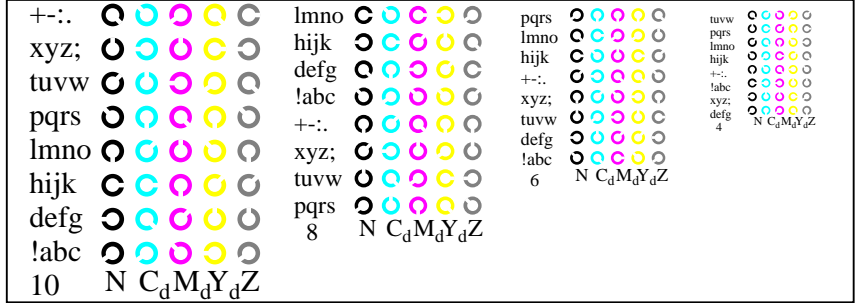 +-:.
xyz;
tuvw
pqrs
lmno
hijk
defg
!abc
10 N CdMdYdZ
lmno
hijk
defg
!abc
+-:.
xyz;
tuvw
pqrs
8 N CdMdYdZ
pqrs
lmno
hijk
+-:.
xyz;
tuvw
defg
!abc
6 N CdMdYdZ
tuvw
pqrs
lmno
hijk
+-:.
!abc
xyz;
defg
N CdMdYdZ
4